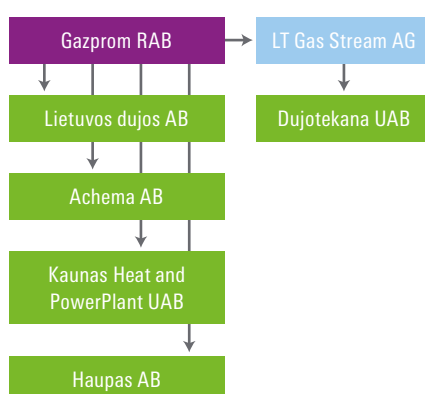 Gazprom RAB
LT Gas Stream AG
Lietuvos dujos AB
Dujotekana UAB
Achema AB
Kaunas Heat and
PowerPlant UAB
Haupas AB